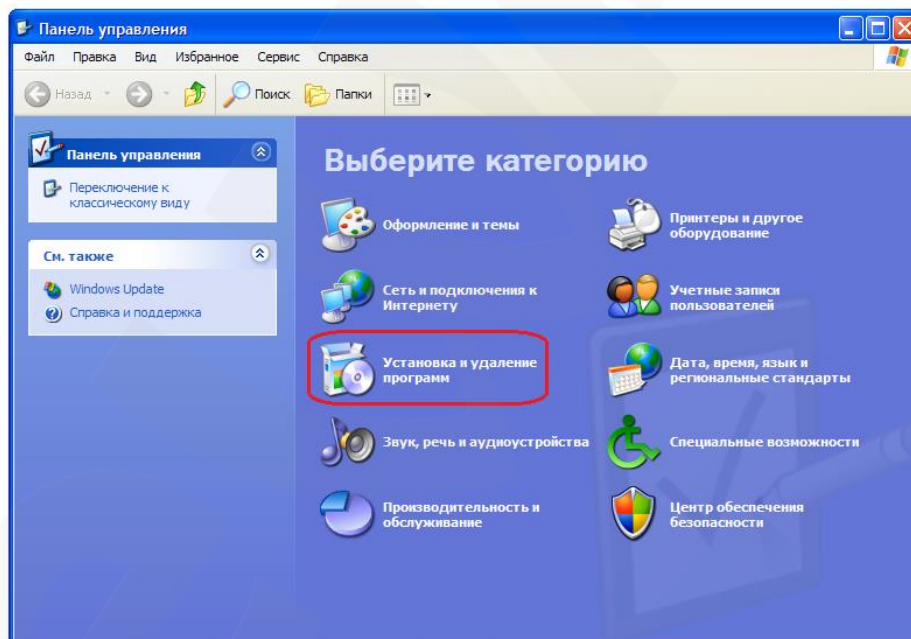 Панель управления
Файл Правка Вид Избранное Сервис Справка
Назад Поиск Папки
Панель управления
Переключение к
классическому виду
См. также
Windows Update
Справка и поддержка
Выберите категорию
Оформление и темы
Принтеры и другое
оборудование
Сеть и подключения к
Интернету
Учетные записи
пользователей
Установка и удаление
программ
Дата, время, язык и
региональные стандарты
Звук, речь и аудиоустройства
Специальные возможности
Производительность и
обслуживание
Центр обеспечения
безопасности